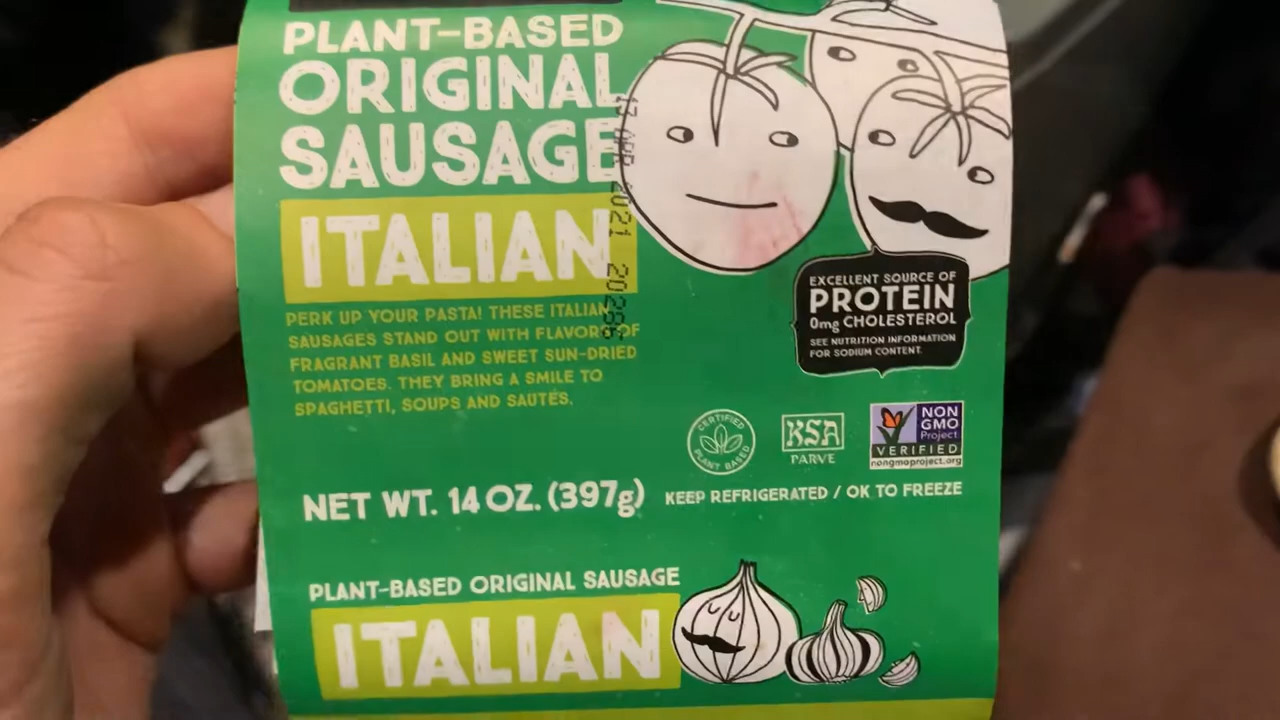 PLANT-BASED
ORIGINAL
SAUSAGE
ITALIAN
13 APR 2021 20286
PERK UP YOUR PASTA! THESE ITALIAN
SAUSAGES STAND OUT WITH FLAVORS OF
FRAGRANT BASIL AND SWEET SUN-DRIED
TOMATOES. THEY BRING A SMILE TO
SPAGHETTI, SOUPS AND SAUTÉS.
EXCELLENT SOURCE OF
PROTEIN
0mg CHOLESTEROL
SEE NUTRITION INFORMATION
FOR SODIUM CONTENT.
CERTIFIED
PLANT BASED
KSA
PARVE
NON
GMO
Project
VERIFIED
nongmoproject.org
NET WT. 14 OZ. (397g)
KEEP REFRIGERATED / OK TO FREEZE
PLANT-BASED ORIGINAL SAUSAGE
ITALIAN